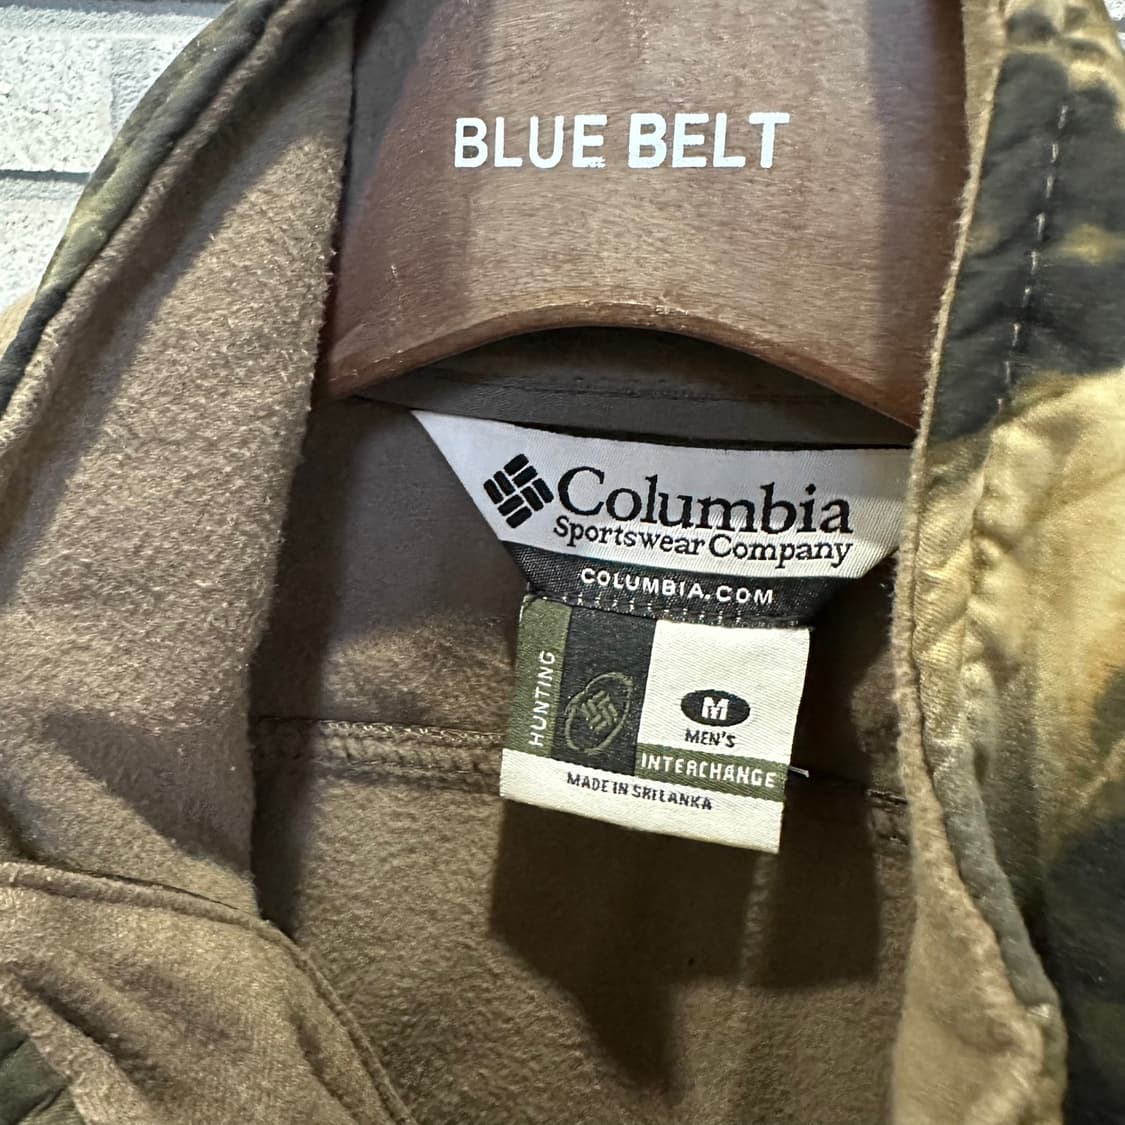 BLUE BELT
Columbia
Sportswear Company
COLUMBIA.COM
HUNTING
M
MEN'S
INTERCHANGE
MADE IN SRI LANKA